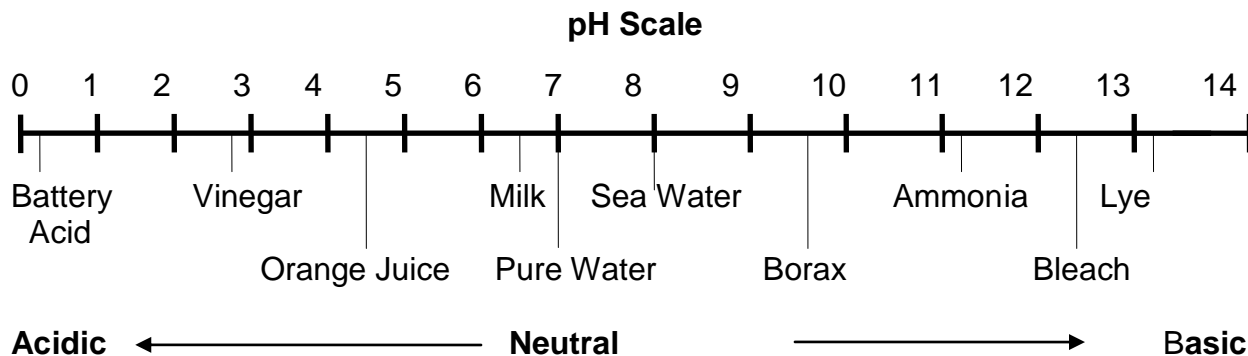 pH Scale
0 1 2 3 4 5 6 7 8 9 10 11 12 13 14
Battery Acid Vinegar Milk Sea Water Ammonia Lye
Orange Juice Pure Water Borax Bleach
Acidic Neutral Basic